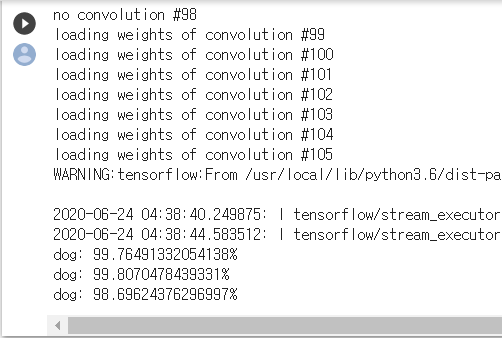 no convolution #98
loading weights of convolution #99
loading weights of convolution #100
loading weights of convolution #101
loading weights of convolution #102
loading weights of convolution #103
loading weights of convolution #104
loading weights of convolution #105
WARNING:tensorflow:From /usr/local/lib/python3.6/dist-pa
2020-06-24 04:38:40.249875: I tensorflow/stream_executor
2020-06-24 04:38:44.583512: I tensorflow/stream_executor
dog: 99.76491332054138%
dog: 99.8070478439331%
dog: 98.69624376296997%